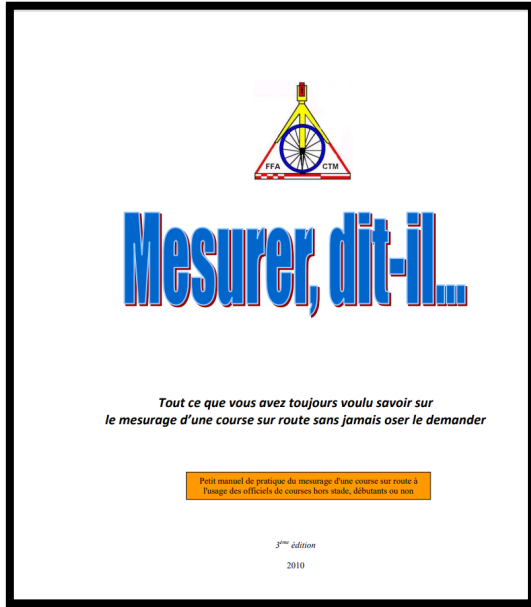 FFA CTM
Mesurer, dit-il...
Tout ce que vous avez toujours voulu savoir sur
le mesurage d'une course sur route sans jamais oser le demander
Petit manuel de pratique du mesurage d'une course sur route à
l'usage des officiels de courses hors stade, débutants ou non
3ème édition
2010